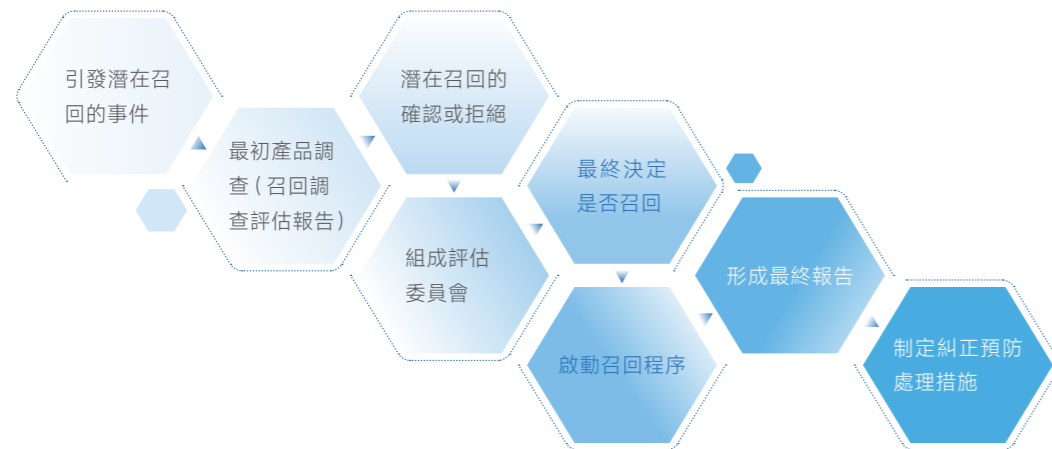 引發潛在召
回的事件
最初產品調
查(召回調
查評估報告)
潛在召回的
確認或拒絕
組成評估
委員會
最終決定
是否召回
啟動召回程序
形成最終報告
制定糾正預防
處理措施